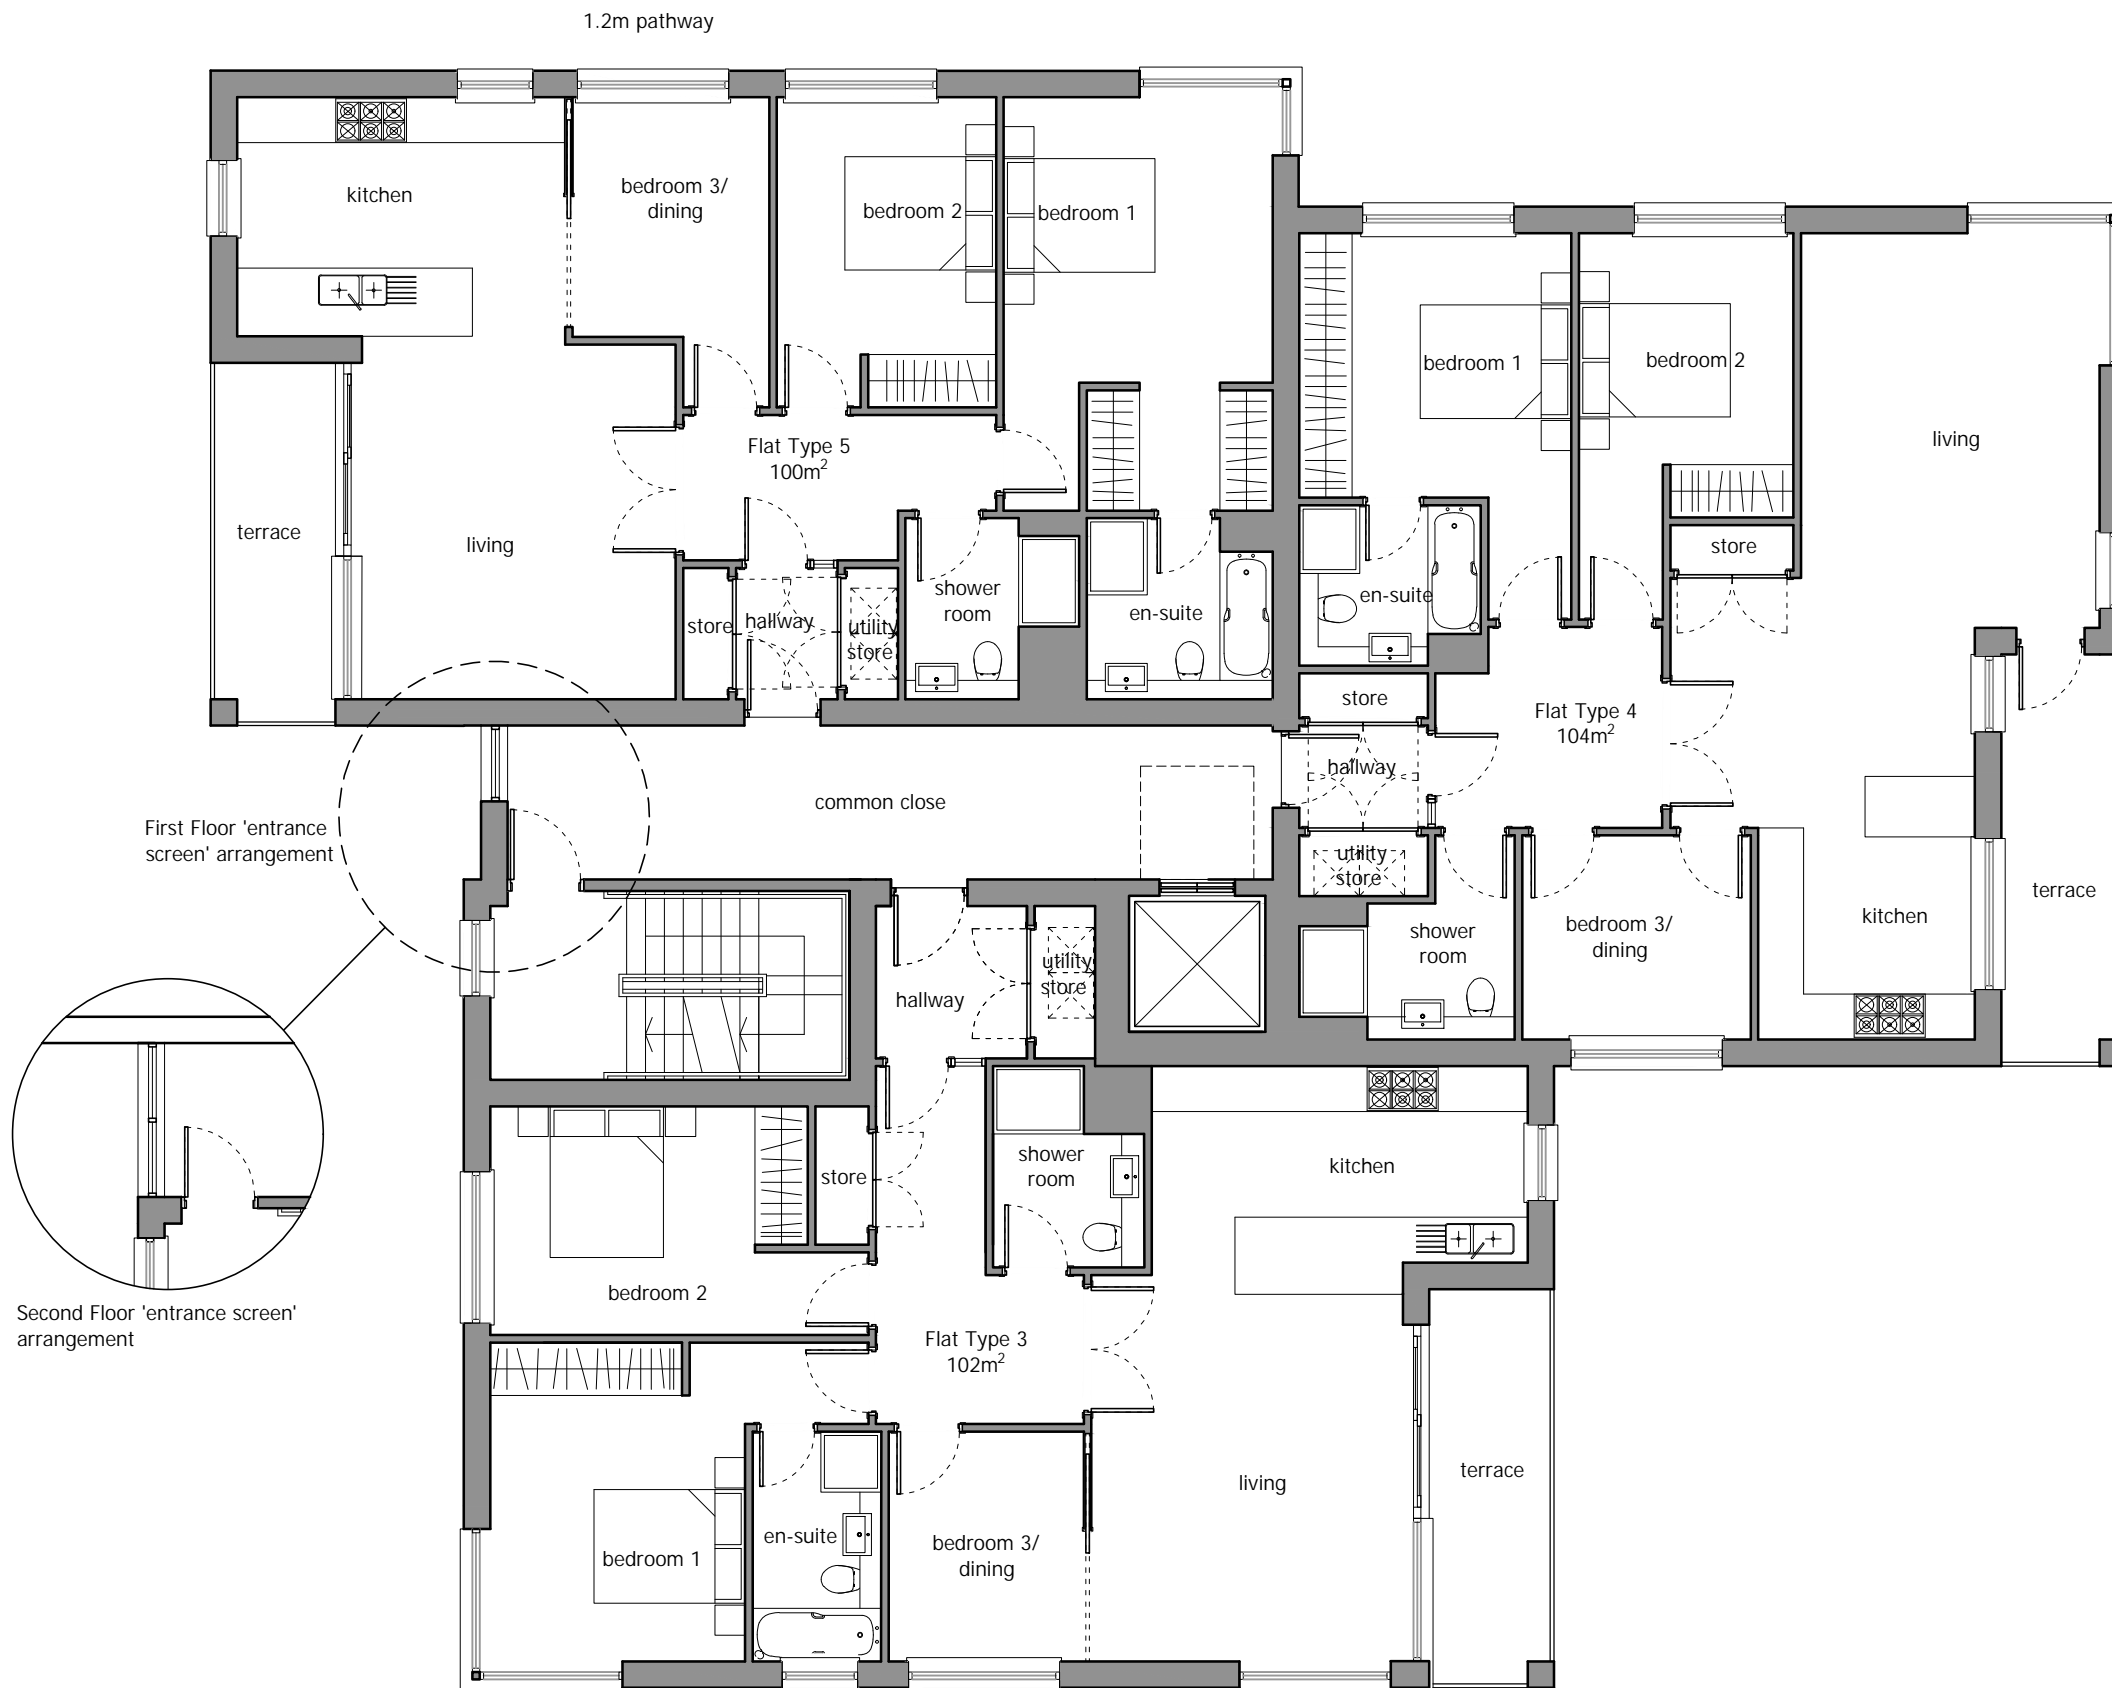 1.2m pathway
kitchen
bedroom 3/
dining
bedroom 2
bedroom 1
Flat Type 5
100m²
terrace
living
store
hallway
utility
store
shower
room
en-suite
bedroom 1
bedroom 2
living
store
en-suite
store
Flat Type 4
104m²
hallway
utility
store
shower
room
bedroom 3/
dining
kitchen
terrace
common close
First Floor 'entrance
screen' arrangement
Second Floor 'entrance screen'
arrangement
hallway
utility
store
shower
room
kitchen
store
bedroom 2
Flat Type 3
102m²
bedroom 1
en-suite
bedroom 3/
dining
living
terrace